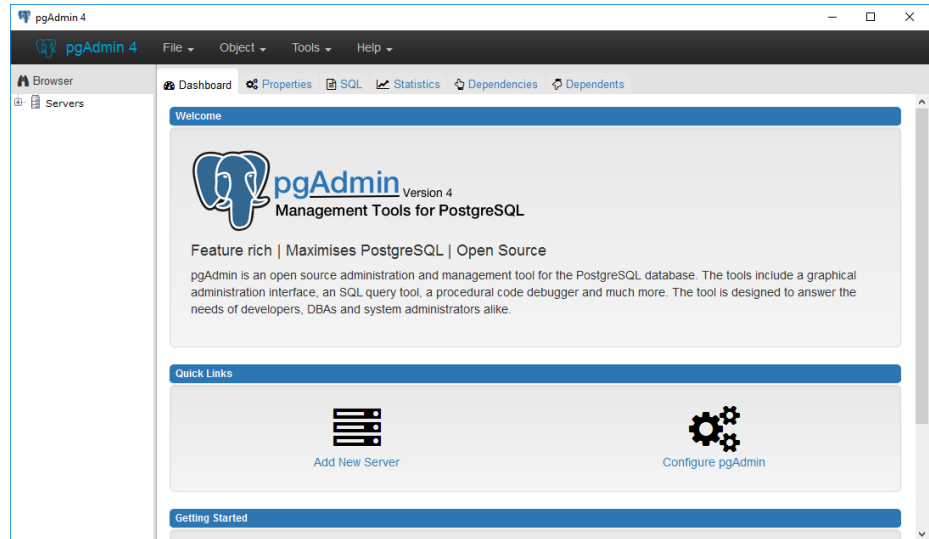 pgAdmin 4
pgAdmin 4 File Object Tools Help
Browser
Servers
Dashboard Properties SQL Statistics Dependencies Dependents
Welcome
pgAdmin Version 4
Management Tools for PostgreSQL
Feature rich | Maximises PostgreSQL | Open Source
pgAdmin is an open source administration and management tool for the PostgreSQL database. The tools include a graphical
administration interface, an SQL query tool, a procedural code debugger and much more. The tool is designed to answer the
needs of developers, DBAs and system administrators alike.
Quick Links
Add New Server
Configure pgAdmin
Getting Started